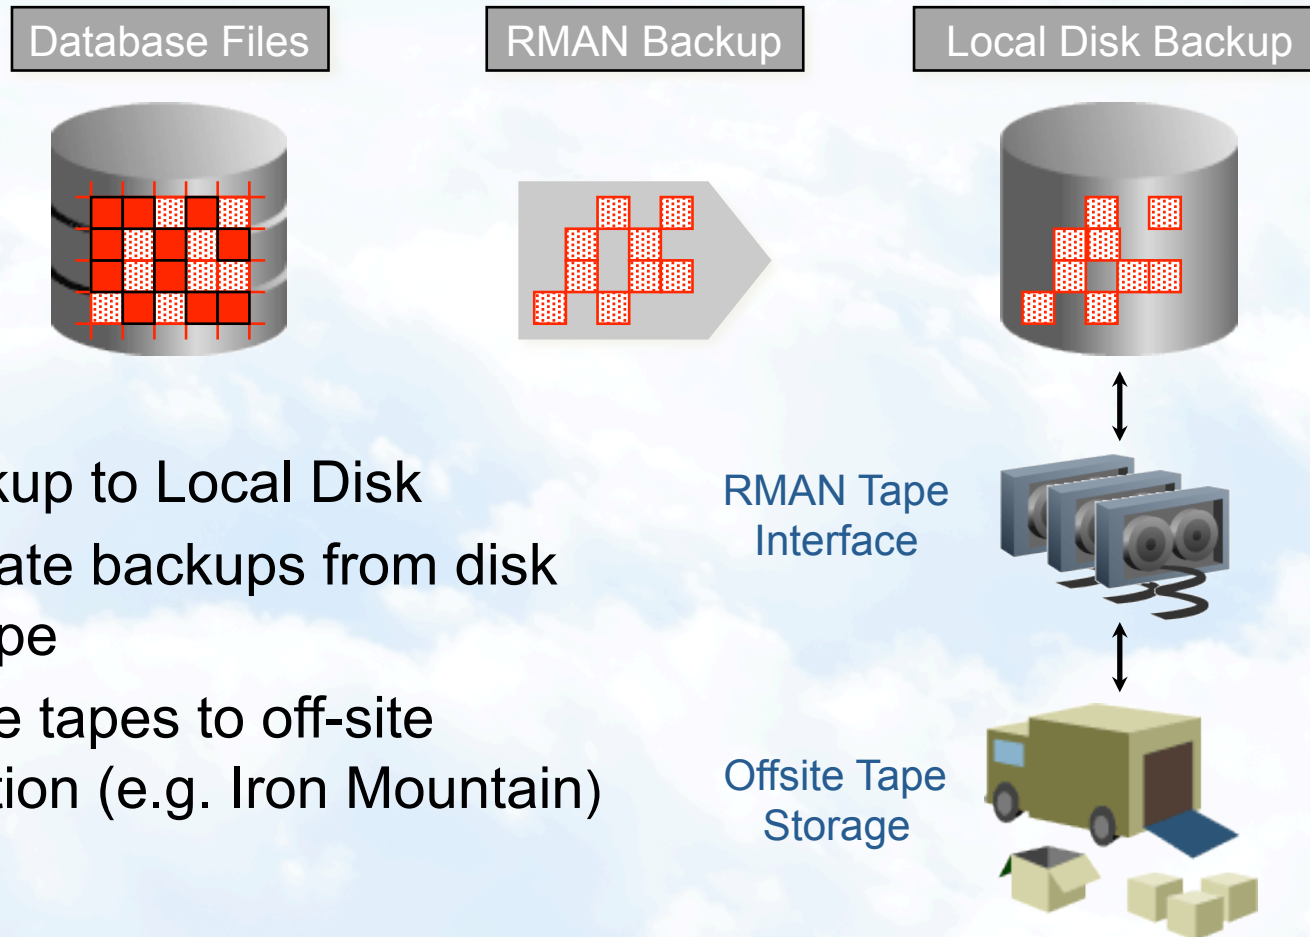 Database Files
RMAN Backup
Local Disk Backup
kup to Local Disk
ate backups from disk
pe
e tapes to off-site
tion (e.g. Iron Mountain)
RMAN Tape
Interface
Offsite Tape
Storage